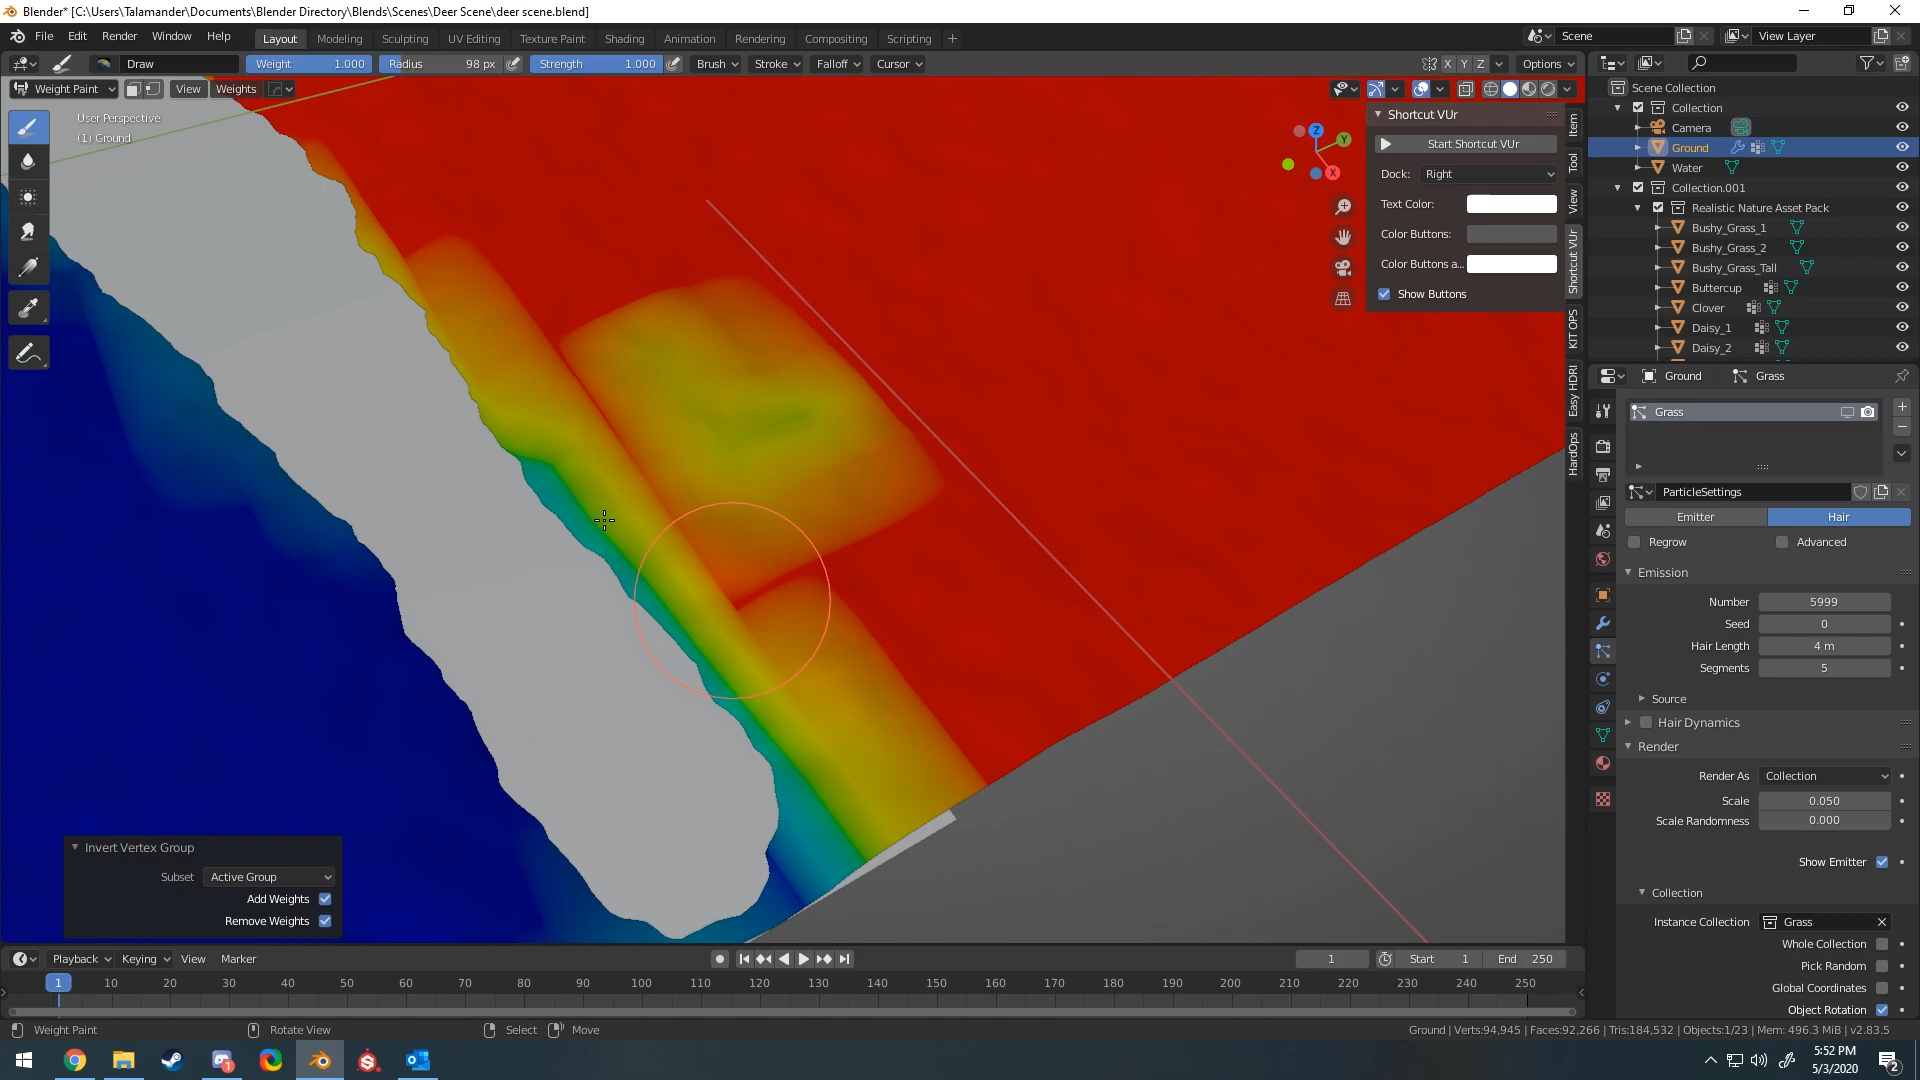 Blender* [C:\Users\Talamander\Documents\Blender Directory\Blends\Scenes\Deer Scene\deer scene.blend]
File Edit Render Window Help Layout Modeling Sculpting UV Editing Texture Paint Shading Animation Rendering Compositing Scripting + Scene View Layer
Draw Weight 1.000 Radius 98 px Strength 1.000 Brush Stroke Falloff Cursor X Y Z Options
Weight Paint View Weights
User Perspective
(1) Ground
Z
Y
X
Shortcut VUr
Start Shortcut VUr
Dock: Right
Text Color:
Color Buttons:
Color Buttons a...
Show Buttons
Item
Tool
View
Shortcut VUr
KIT OPS
Easy HDRI
HardOps
Scene Collection
Collection
Camera
Ground
Water
Collection.001
Realistic Nature Asset Pack
Bushy_Grass_1
Bushy_Grass_2
Bushy_Grass_Tall
Buttercup
Clover
Daisy_1
Daisy_2
Ground Grass
Grass
ParticleSettings
Emitter Hair
Regrow Advanced
Emission
Number 5999
Seed 0
Hair Length 4 m
Segments 5
Source
Hair Dynamics
Render
Render As Collection
Scale 0.050
Scale Randomness 0.000
Show Emitter
Collection
Instance Collection Grass
Whole Collection
Pick Random
Global Coordinates
Object Rotation
Invert Vertex Group
Subset Active Group
Add Weights
Remove Weights
Playback Keying View Marker 1 Start 1 End 250
1 10 20 30 40 50 60 70 80 90 100 110 120 130 140 150 160 170 180 190 200 210 220 230 240 250
Weight Paint Rotate View Select Move Ground | Verts:94,945 | Faces:92,266 | Tris:184,532 | Objects:1/23 | Mem: 496.3 MiB | v2.83.5
1
5:52 PM
5/3/2020
2